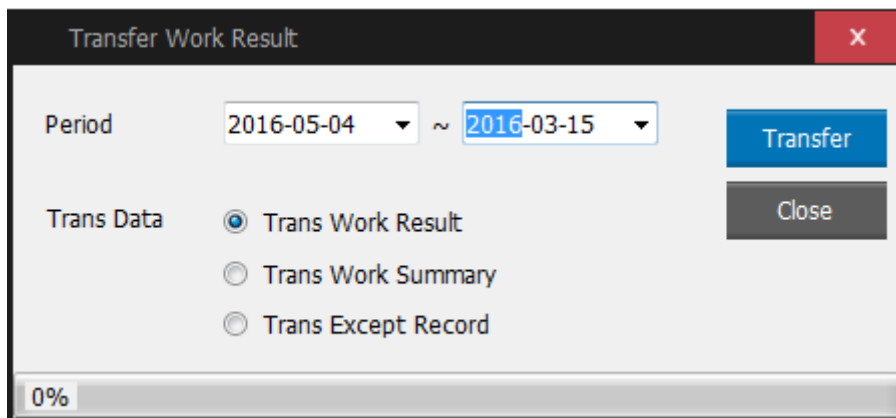 Transfer Work Result x
Period 2016-05-04 ~ 2016-03-15 Transfer
Close
Trans Data Trans Work Result
Trans Work Summary
Trans Except Record
0%